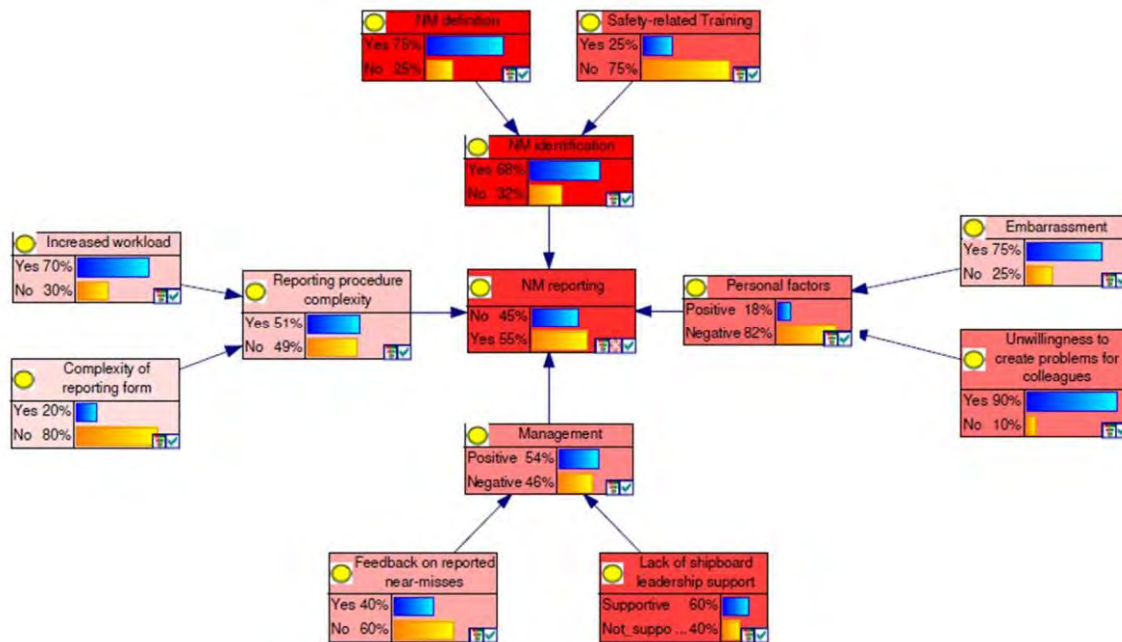 NM definition
Yes 75%
No 25%
Safety-related Training
Yes 25%
No 75%
NM identification
Yes 68%
No 32%
Increased workload
Yes 70%
No 30%
Reporting procedure
complexity
Yes 51%
No 49%
Complexity of
reporting form
Yes 20%
No 80%
NM reporting
No 45%
Yes 55%
Personal factors
Positive 18%
Negative 82%
Embarrassment
Yes 75%
No 25%
Unwillingness to
create problems for
colleagues
Yes 90%
No 10%
Management
Positive 54%
Negative 46%
Feedback on reported
near-misses
Yes 40%
No 60%
Lack of shipboard
leadership support
Supportive 60%
Not_suppo ... 40%